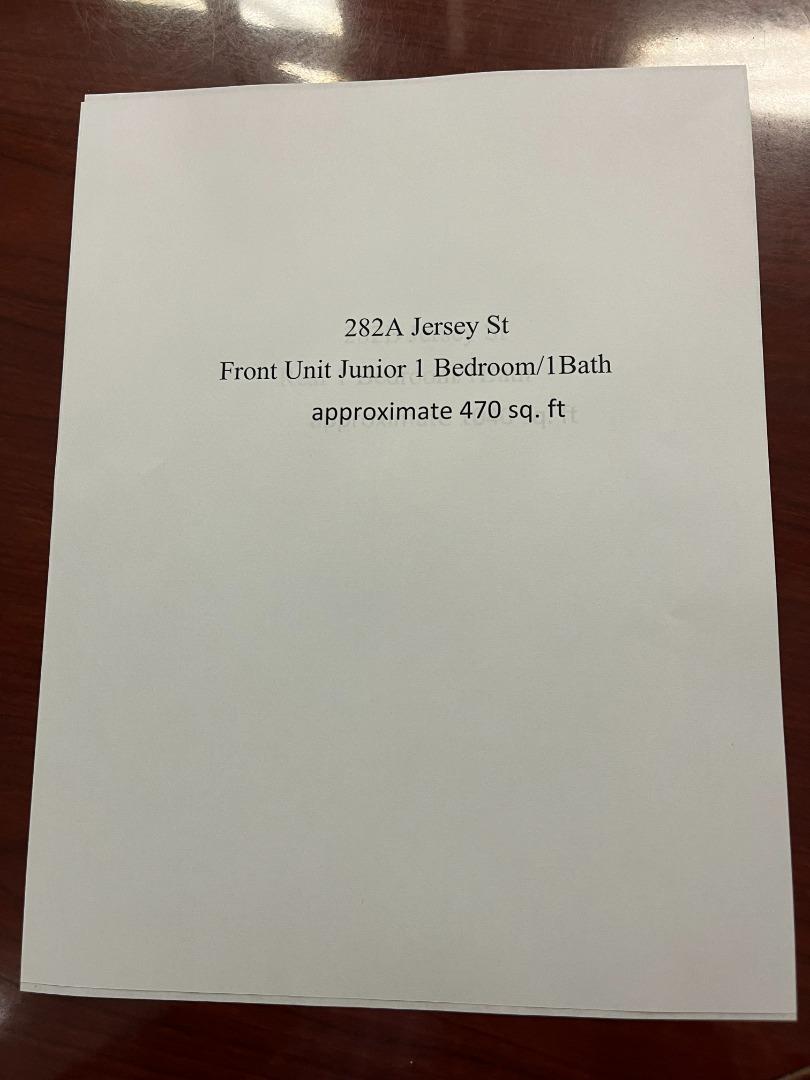 282A Jersey St
Front Unit Junior 1 Bedroom/1Bath
approximate 470 sq. ft